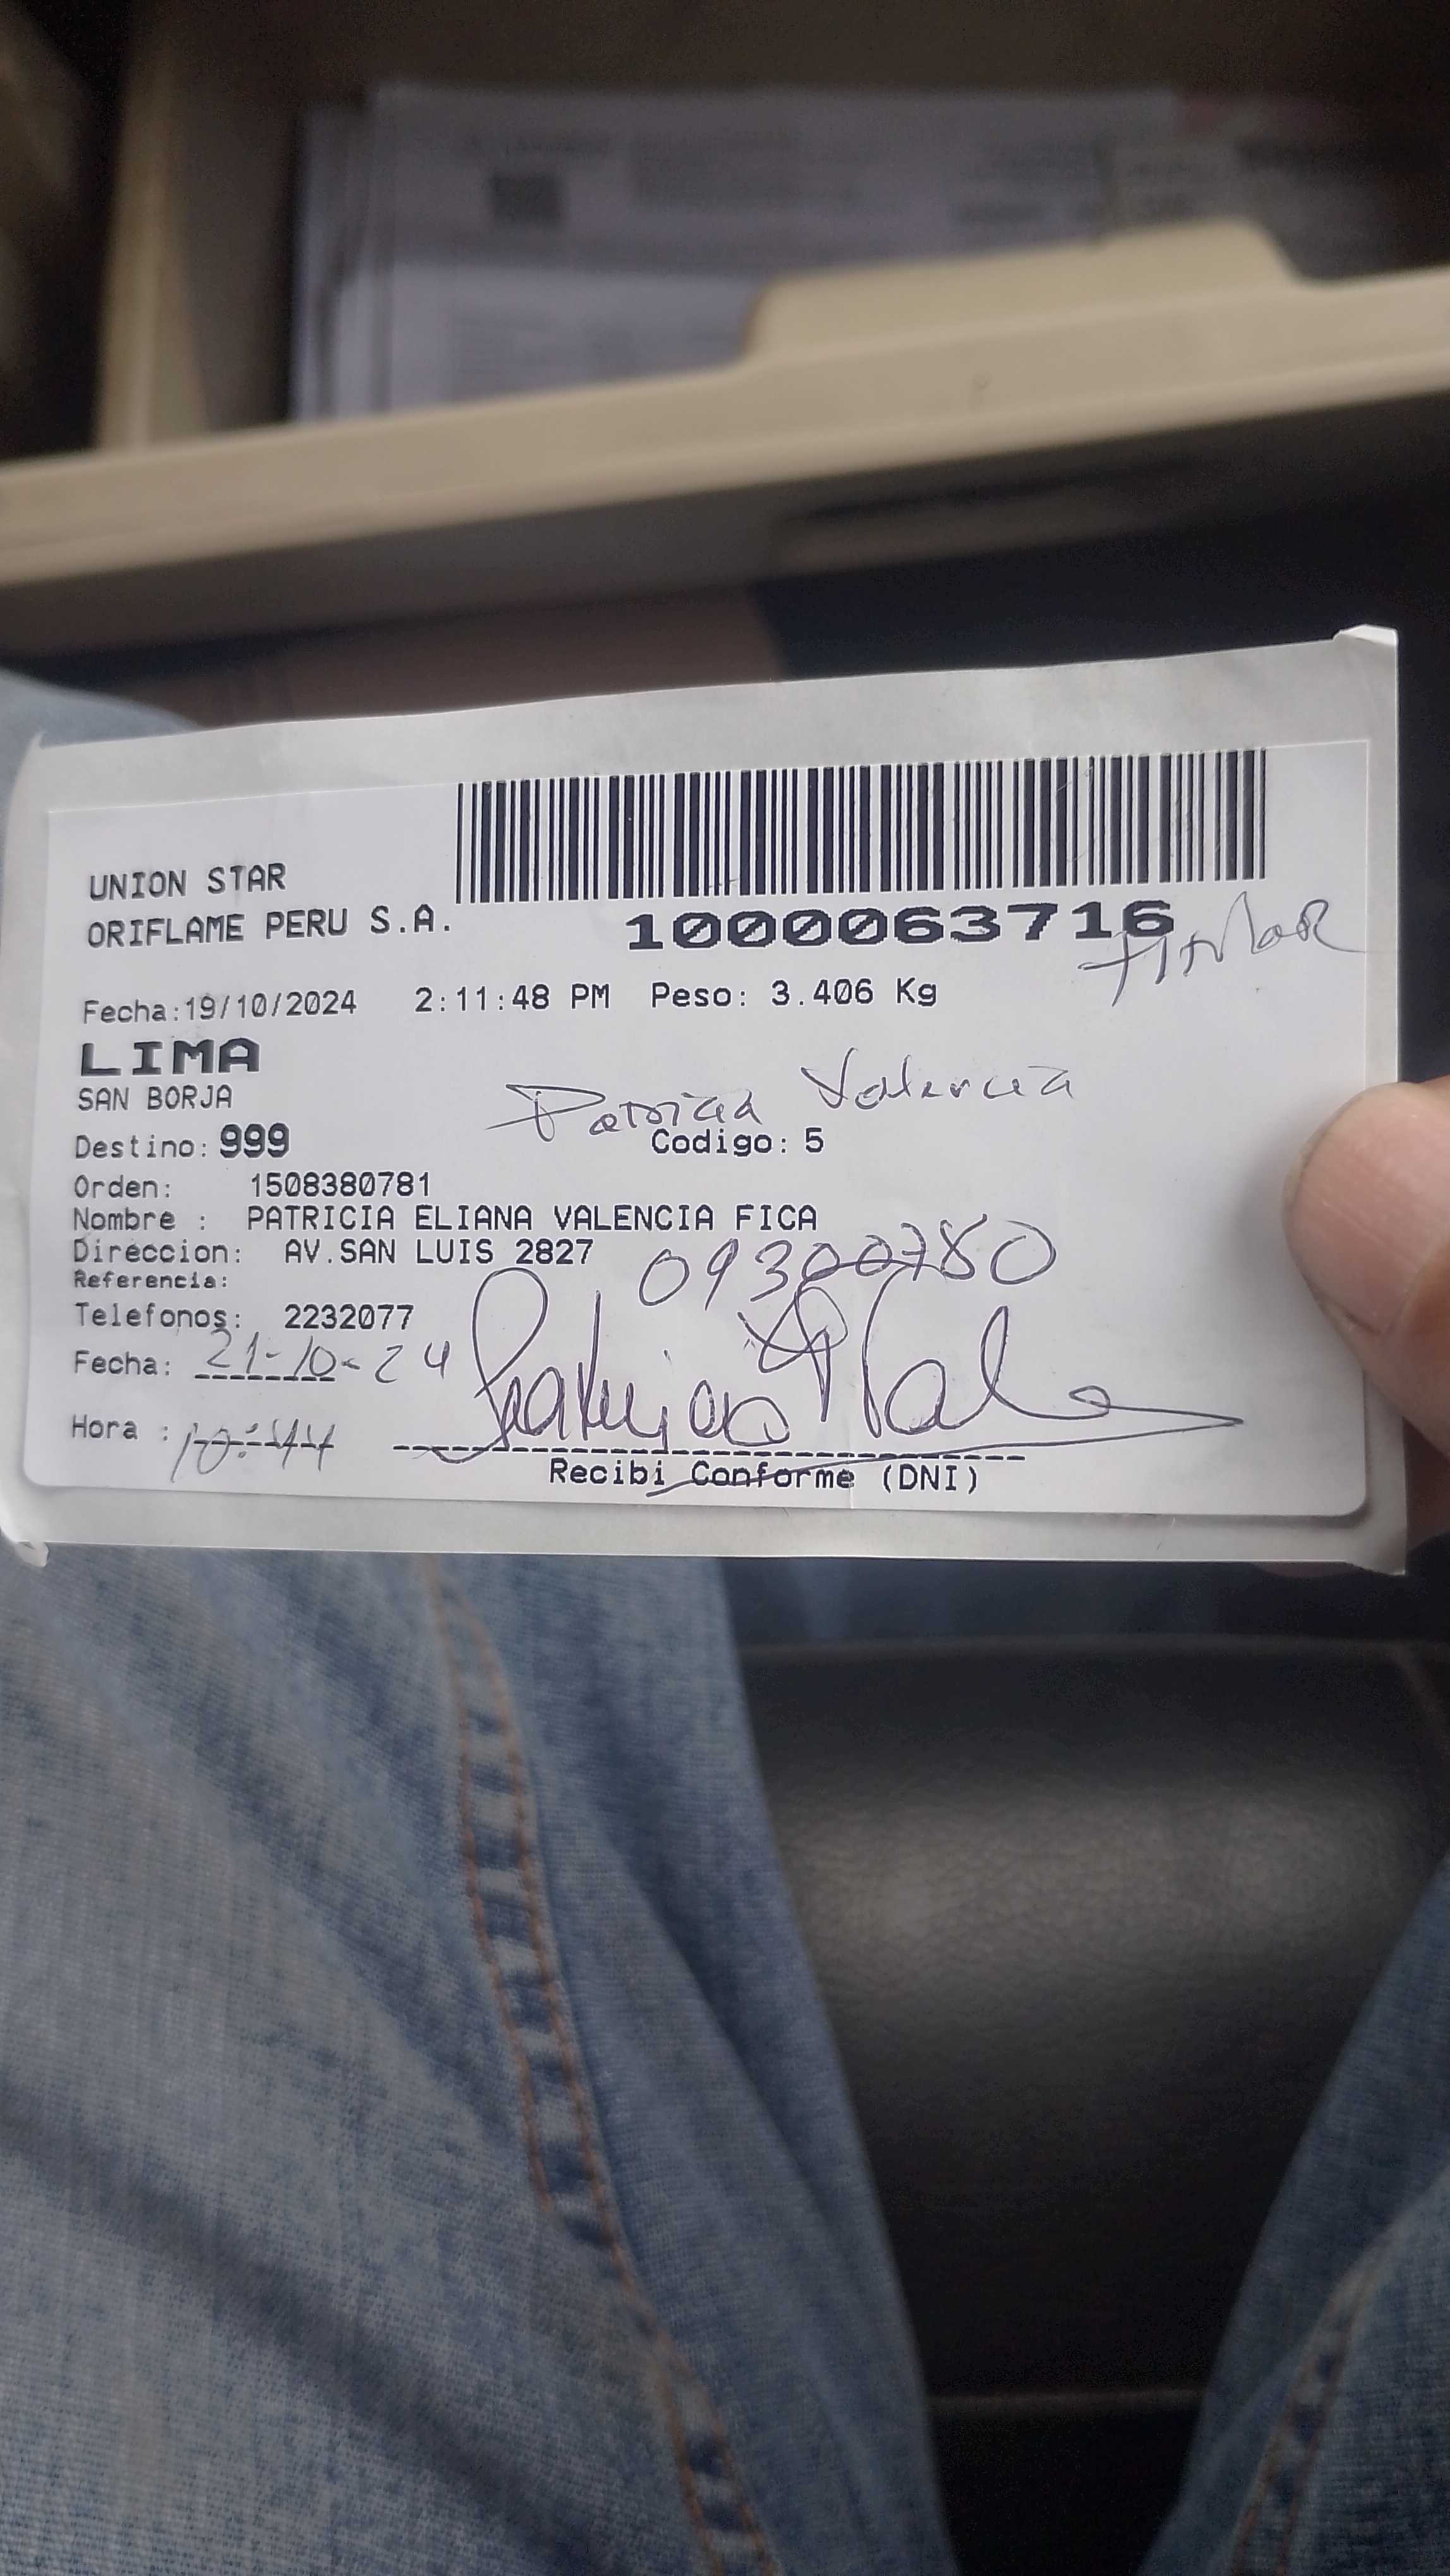 UNION STAR
ORIFLAME PERU S.A.
1000063716
Fecha:19/10/2024 2:11:48 PM Peso: 3.406 Kg
LIMA
SAN BORJA
Patricia Valencia
Destino: 999 Codigo: 5
Orden: 1508380781
Nombre : PATRICIA ELIANA VALENCIA FICA
Direccion: AV.SAN LUIS 2827
09300780
Referencia:
Telefonos: 2232077
Fecha: 21-10-24
Hora : 10:44
Recibi Conforme (DNI)